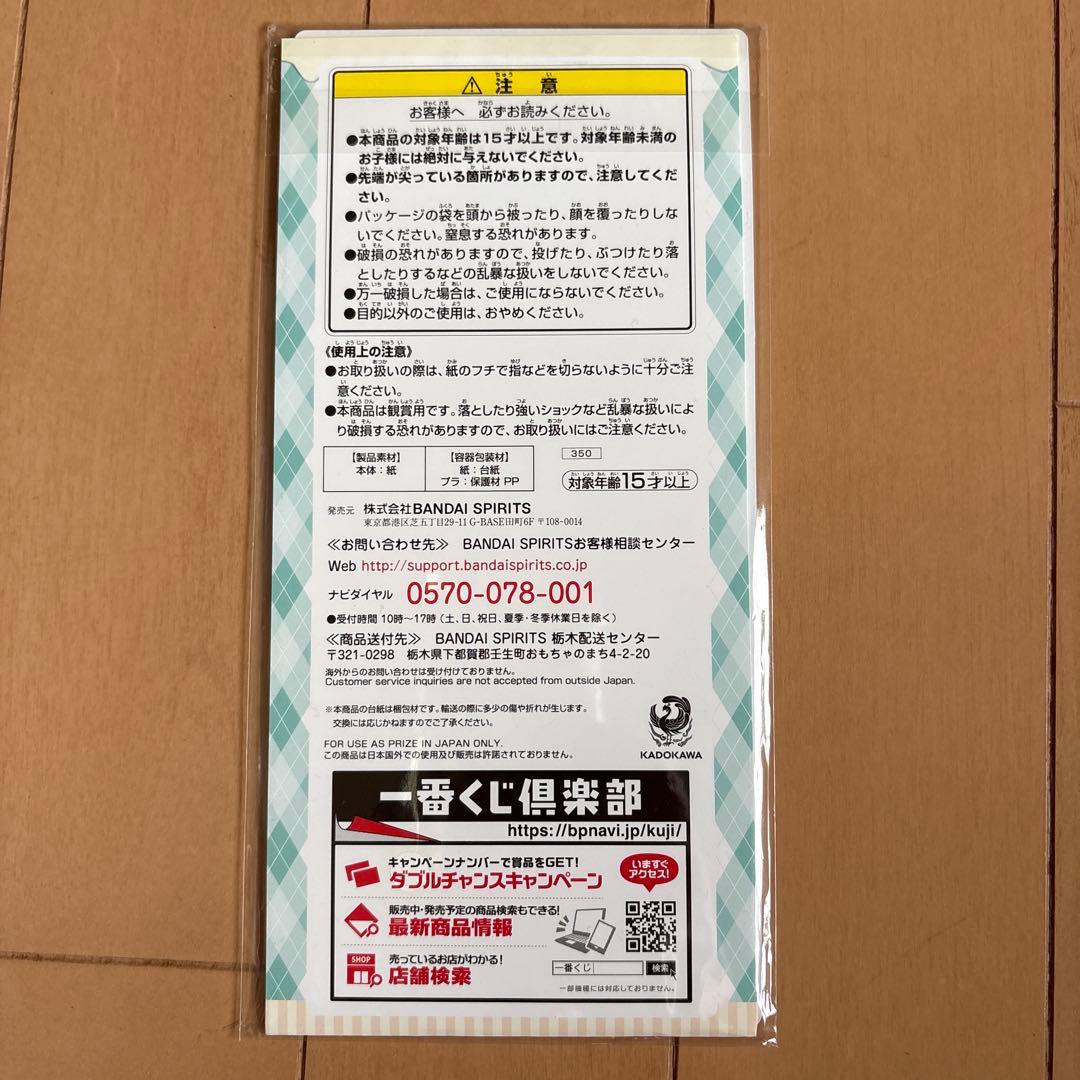 ⚠ 注意
お客様へ 必ずお読みください。
●本商品の対象年齢は15才以上です。対象年齢未満の
お子様には絶対に与えないでください。
●先端が尖っている箇所がありますので、注意してくだ
さい。
●パッケージの袋を頭から被ったり、顔を覆ったりしな
いでください。窒息する恐れがあります。
●破損の恐れがありますので、投げたり、ぶつけたり落
としたりするなどの乱暴な扱いをしないでください。
●万一破損した場合は、ご使用にならないでください。
●目的以外のご使用は、おやめください。
《使用上の注意》
●お取り扱いの際は、紙のフチで指などを切らないように十分ご注
意ください。
●本商品は観賞用です。落としたり強いショックなど乱暴な扱いによ
り破損する恐れがありますので、お取り扱いにはご注意ください。
【製品素材】
本体：紙
【容器包装材】
紙：台紙
プラ：保護材 PP
350
対象年齢15才以上
発売元 株式会社BANDAI SPIRITS
東京都港区芝五丁目29-11 G-BASE田町6F 〒108-0014
≪お問い合わせ先≫ BANDAI SPIRITSお客様相談センター
Web http://support.bandaispirits.co.jp
ナビダイヤル 0570-078-001
●受付時間 10時～17時（土、日、祝日、夏季・冬季休業日を除く）
≪商品送付先≫ BANDAI SPIRITS 栃木配送センター
〒321-0298 栃木県下都賀郡壬生町おもちゃのまち4-2-20
海外からのお問い合わせは受け付けておりません。
Customer service inquiries are not accepted from outside Japan.
※本商品の台紙は梱包材です。輸送の際に多少の傷や折れが生じます。
交換には応じかねますのでご了承ください。
FOR USE AS PRIZE IN JAPAN ONLY.
この商品は日本国外での使用及び販売は許諾されておりません。
KADOKAWA
一番くじ倶楽部
https://bpnavi.jp/kuji/
キャンペーンナンバーで賞品をGET!
ダブルチャンスキャンペーン
いますぐ
アクセス!
販売中・発売予定の商品検索もできる!
最新商品情報
SHOP
売っているお店がわかる!
店舗検索
一番くじ 検索
一部機種には対応しておりません。